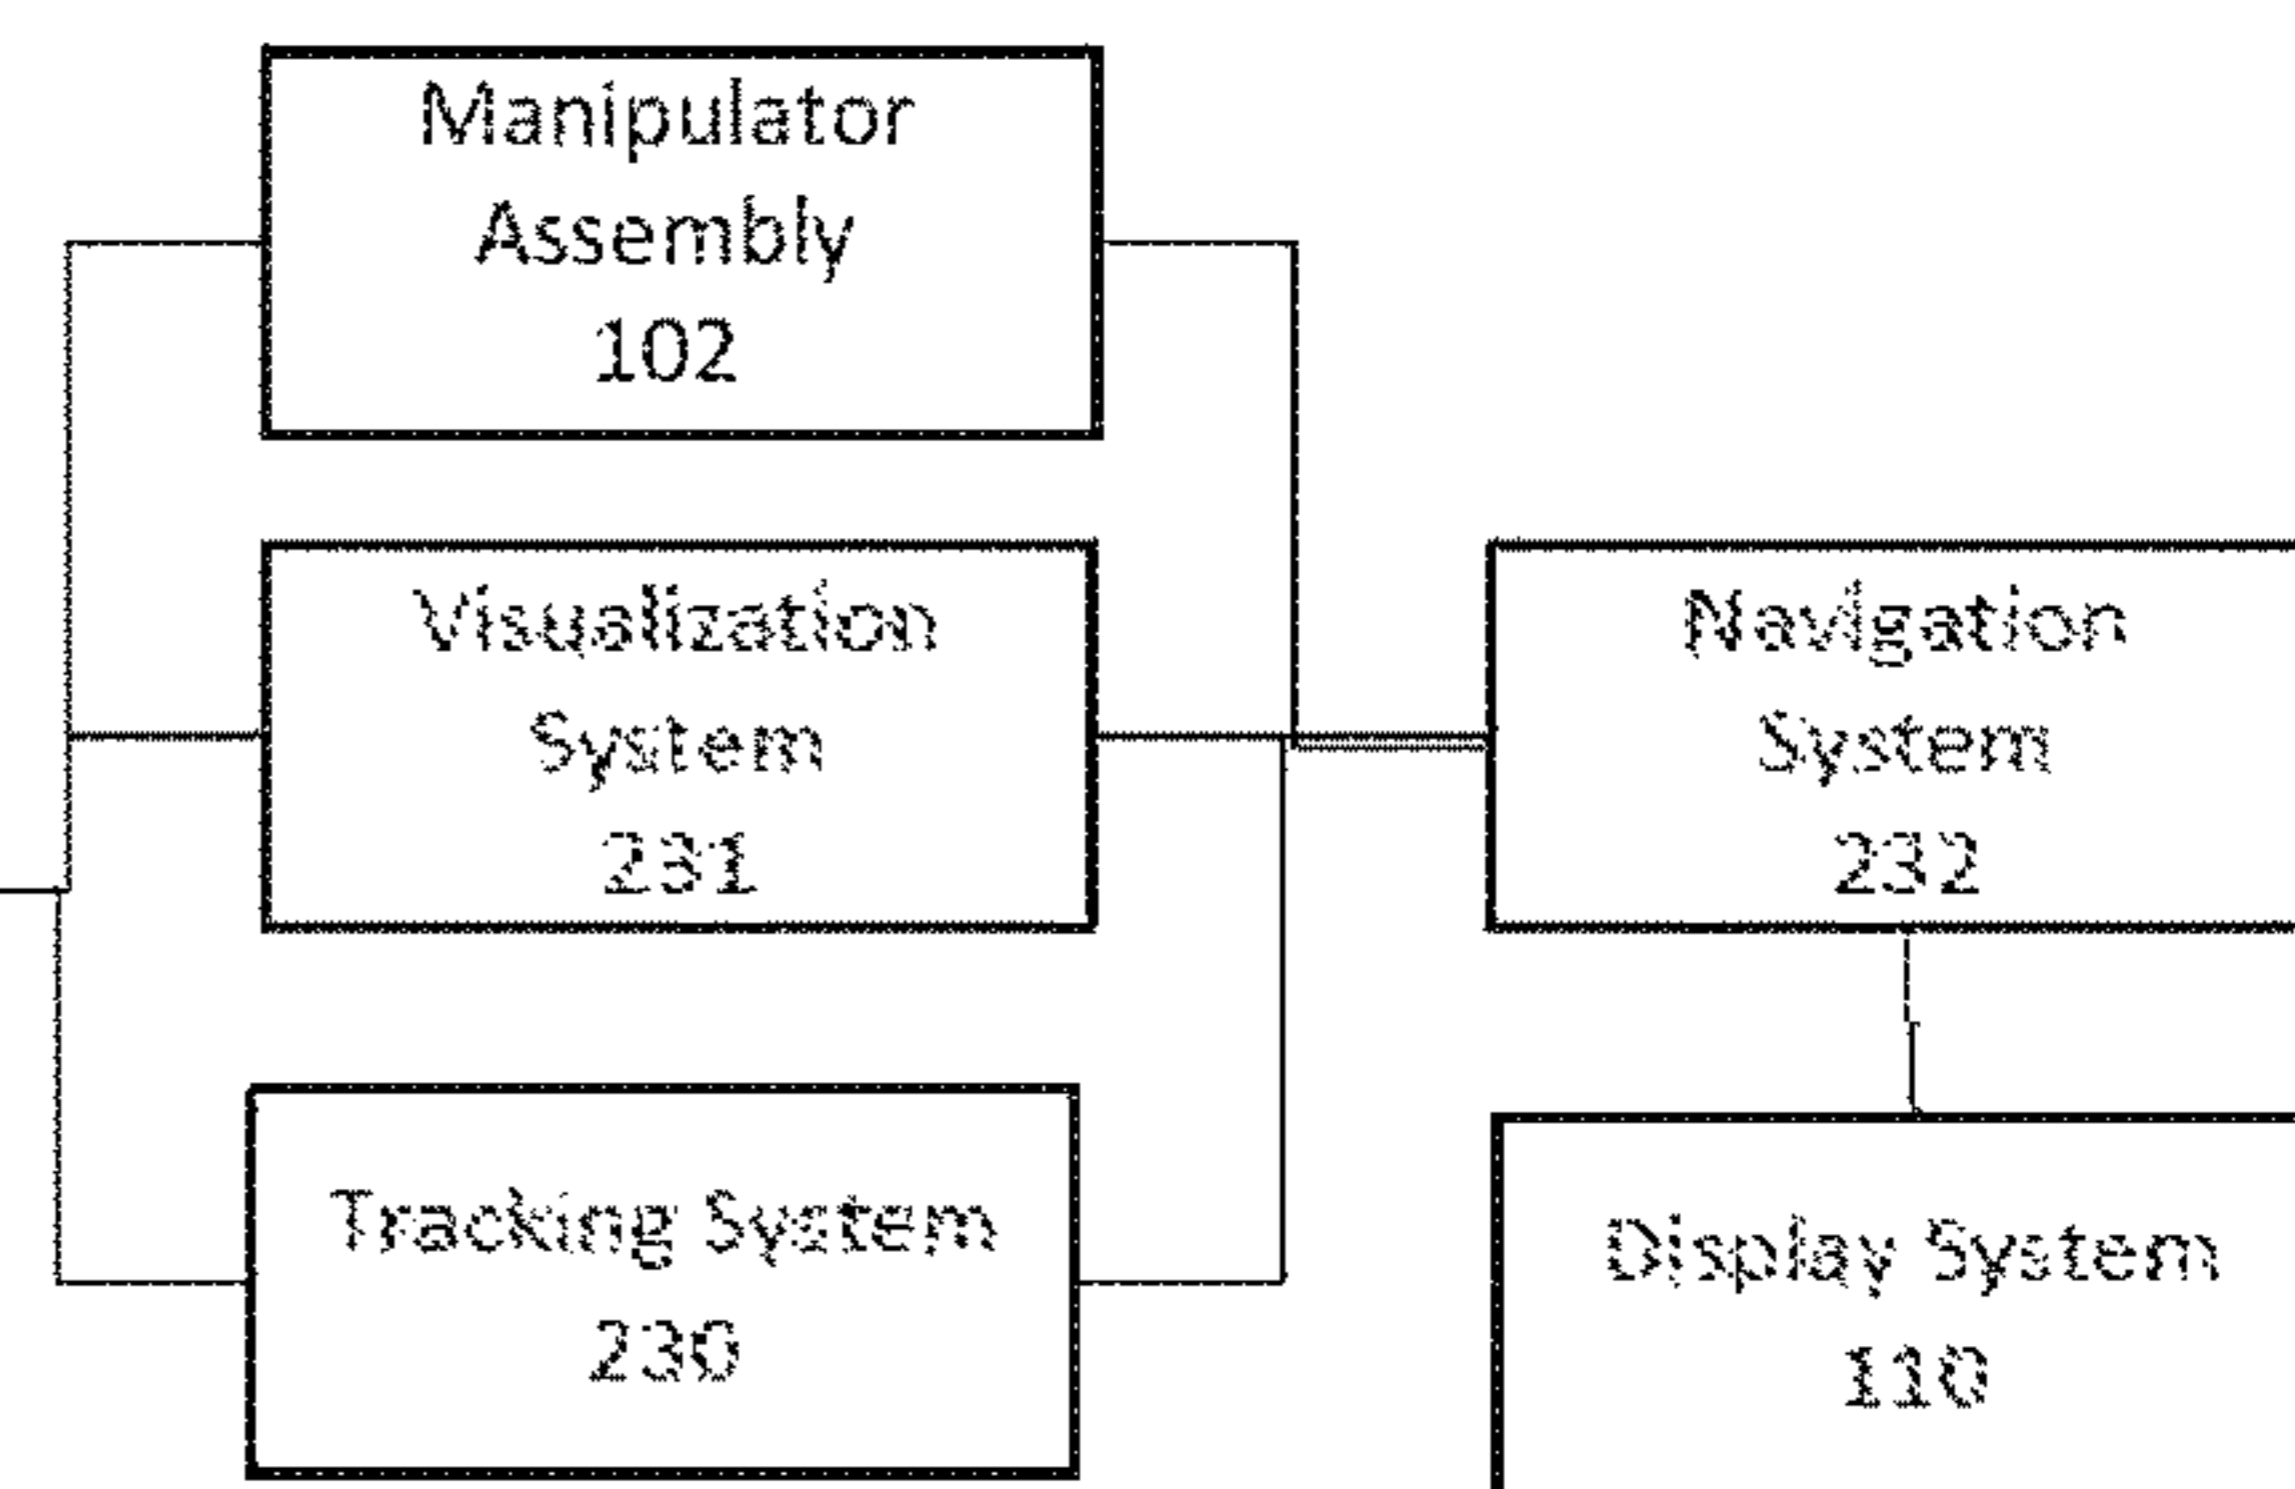 Manipulator
Assembly
102
Visualization
System
231
Navigation
System
232
Tracking System
230
Display System
110